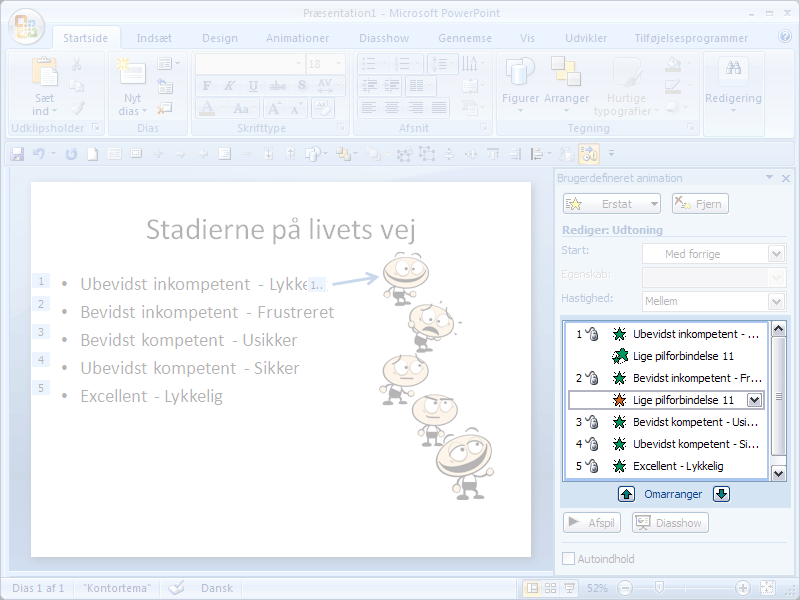 Præsentation1 - Microsoft PowerPoint
Startside Indsæt Design Animationer Diasshow Gennemse Vis Udvikler Tilføjelsesprogrammer
18
F K U abe S AV
A Aa A A
Sæt ind
Nyt dias
Figurer Arranger Hurtige typografier
Redigering
Udklipsholder Dias Skrifttype Afsnit Tegning
Brugerdefineret animation
Erstat Fjern
Rediger: Udtoning
Start: Med forrige
Egenskab:
Hastighed: Mellem
1 Ubevidst inkompetent - ...
Lige pilforbindelse 11
2 Bevidst inkompetent - Fr...
Lige pilforbindelse 11
3 Bevidst kompetent - Usi...
4 Ubevidst kompetent - Si...
5 Excellent - Lykkelig
Omarranger
Afspil Diasshow
Autoindhold
Stadierne på livets vej
1 • Ubevidst inkompetent - Lykke 1..
2 • Bevidst inkompetent - Frustreret
3 • Bevidst kompetent - Usikker
4 • Ubevidst kompetent - Sikker
5 • Excellent - Lykkelig
Dias 1 af 1 "Kontortema" Dansk 52%